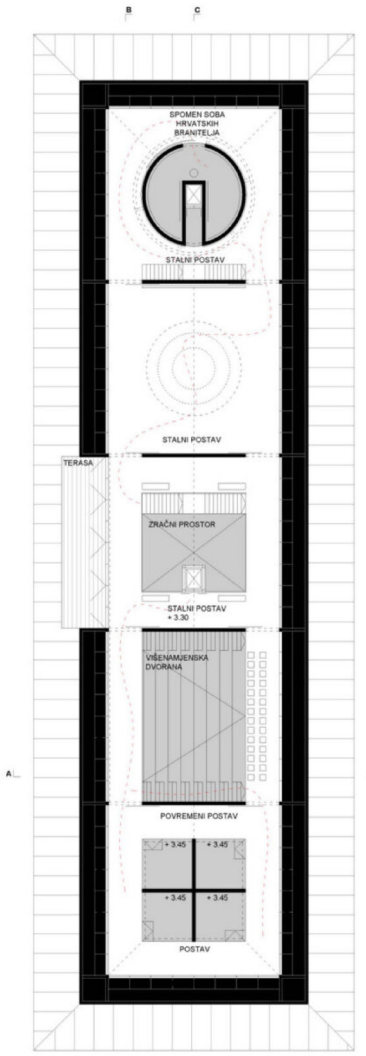 B C
SPOMEN SOBA
HRVATSKIH
BRANITELJA
STALNI POSTAV
STALNI POSTAV
TERASA
ZRAČNI PROSTOR
STALNI POSTAV
+ 3.30
VIŠENAMJENSKA
DVORANA
A
POVREMENI POSTAV
+ 3.45 + 3.45
+ 3.45 + 3.45
POSTAV